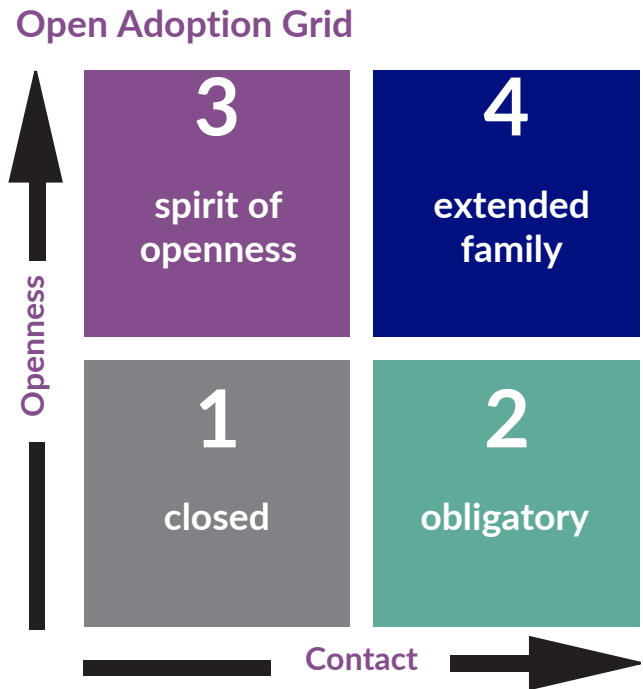 Open Adoption Grid
3
spirit of
openness
4
extended
family
Openness
1
closed
2
obligatory
Contact